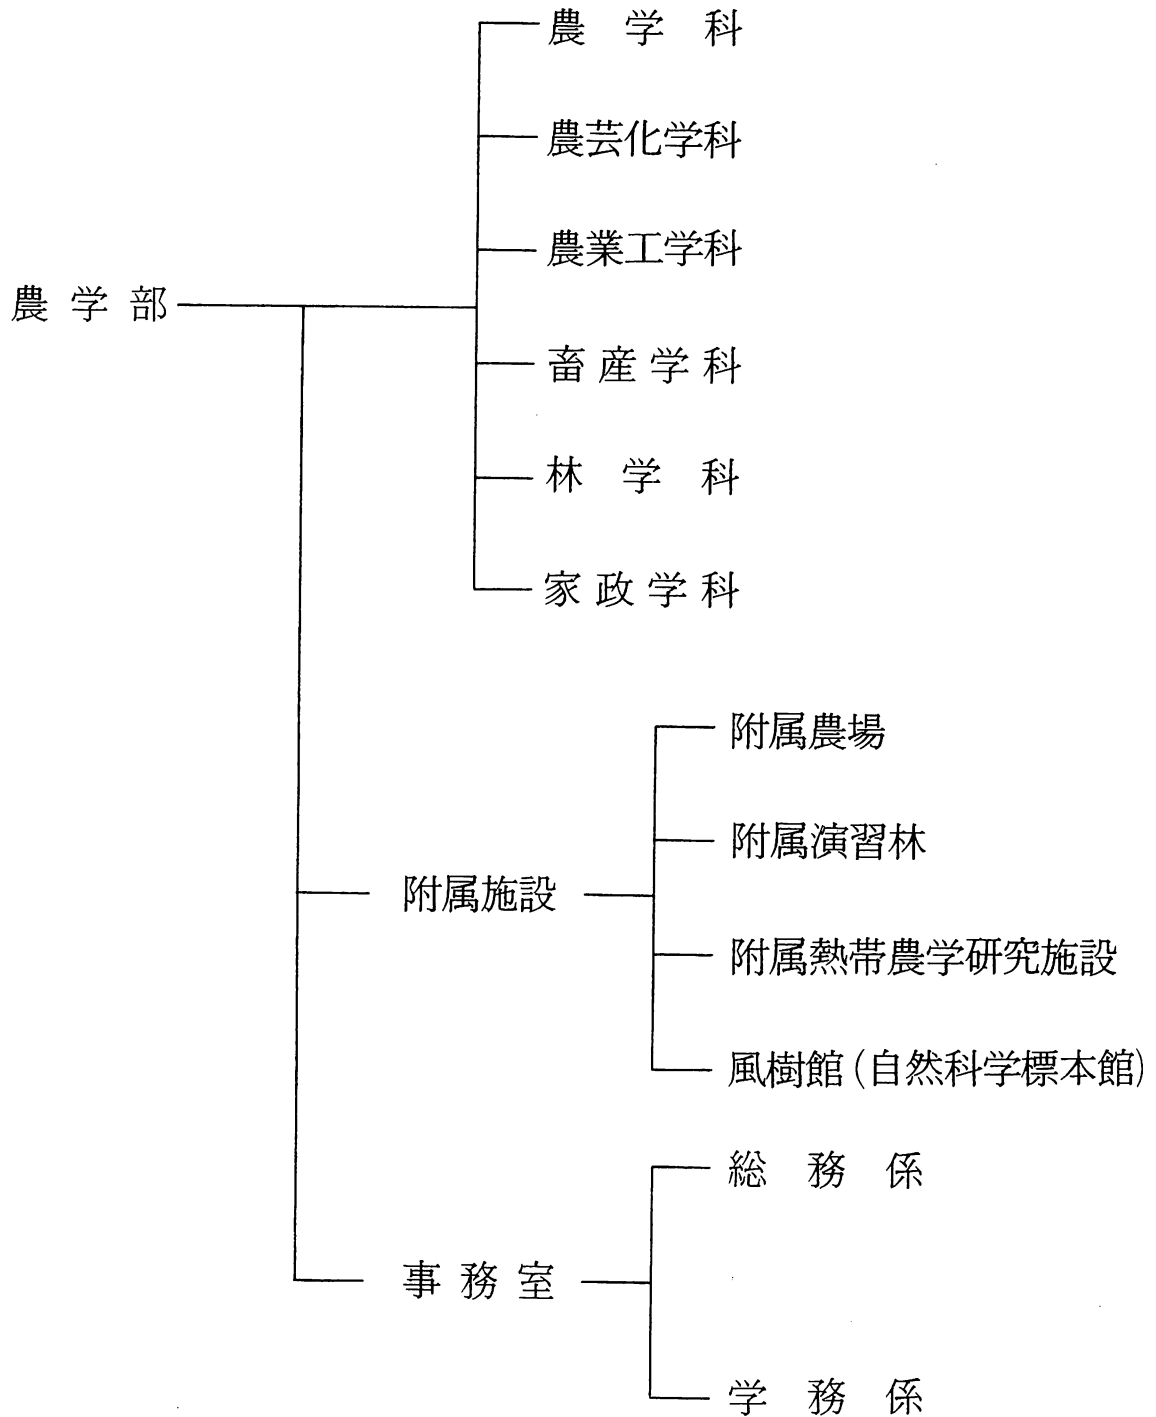 農学科
農芸化学科
農業工学科
農学部
畜産学科
林学科
家政学科
附属農場
附属演習林
附属施設
附属熱帯農学研究施設
風樹館(自然科学標本館)
総務係
事務室
学務係